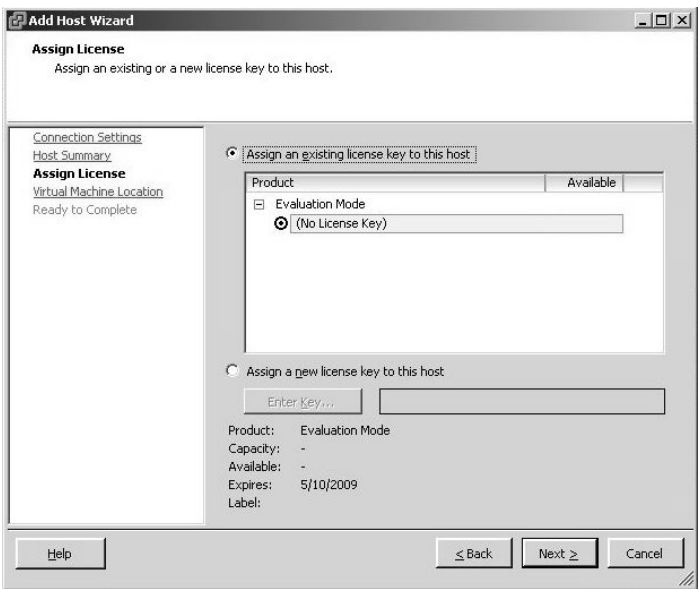 Add Host Wizard
Assign License
Assign an existing or a new license key to this host.
Connection Settings
Host Summary
Assign License
Virtual Machine Location
Ready to Complete
Assign an existing license key to this host
Product Available
Evaluation Mode
(No License Key)
Assign a new license key to this host
Enter Key...
Product: Evaluation Mode
Capacity: -
Available: -
Expires: 5/10/2009
Label:
Help < Back Next > Cancel